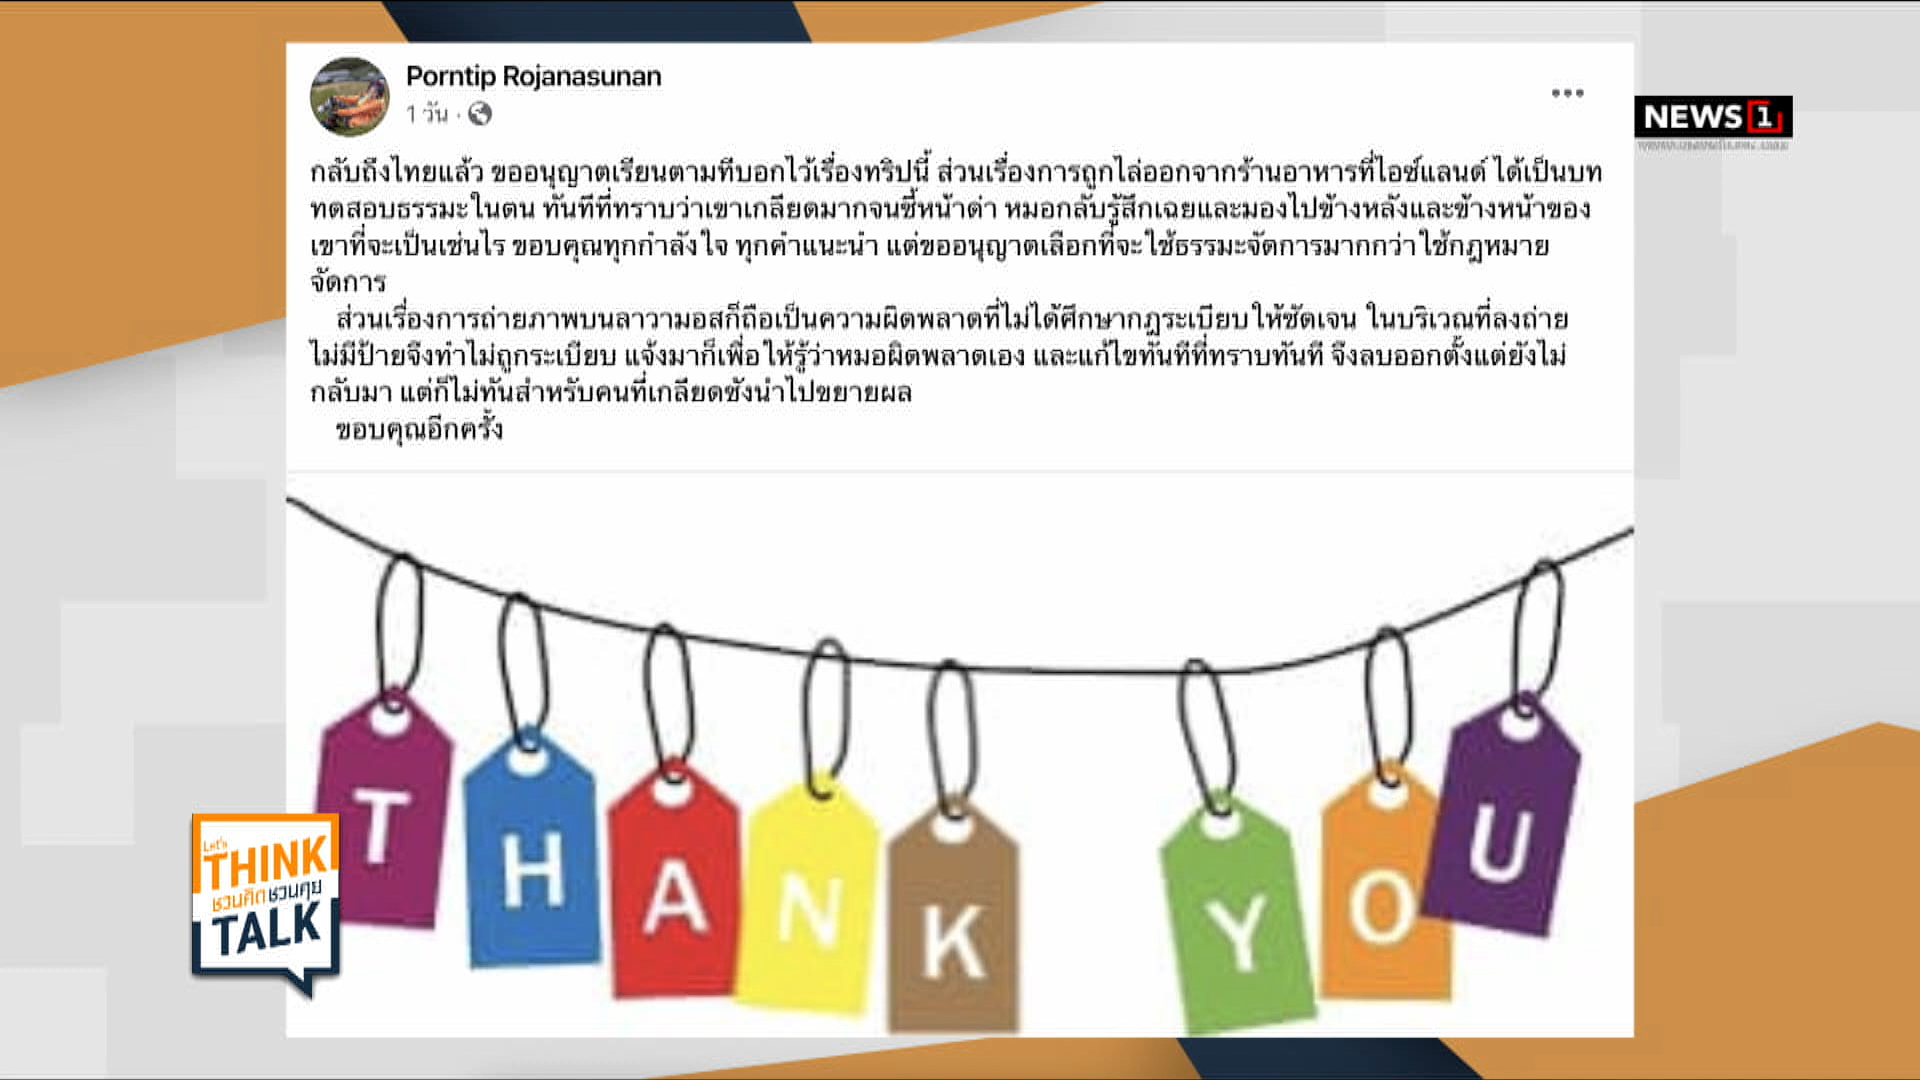 Porntip Rojanasunan
1 วัน ·
NEWS 1
กลับถึงไทยแล้ว ขออนุญาตเรียนตามที่บอกไว้เรื่องทริปนี้ ส่วนเรื่องการถูกไล่ออกจากร้านอาหารที่ไอซ์แลนด์ ได้เป็นบท
ทดสอบธรรมะในตน ทันทีที่ทราบว่าเขาเกลียดมากจนชี้หน้าด่า หมอกลับรู้สึกเฉยและมองไปข้างหลังและข้างหน้าของ
เขาที่จะเป็นเช่นไร ขอบคุณทุกกำลังใจ ทุกคำแนะนำ แต่ขออนุญาตเลือกที่จะใช้ธรรมะจัดการมากกว่าใช้กฎหมาย
จัดการ
ส่วนเรื่องการถ่ายภาพบนลาวามอสก็ถือเป็นความผิดพลาดที่ไม่ได้ศึกษากฎระเบียบให้ชัดเจน ในบริเวณที่ลงถ่าย
ไม่มีป้ายจึงทำไม่ถูกระเบียบ แจ้งมาก็เพื่อให้รู้ว่าหมอผิดพลาดเอง และแก้ไขทันทีที่ทราบทันที จึงลบออกตั้งแต่ยังไม่
กลับมา แต่ก็ไม่ทันสำหรับคนที่เกลียดชังนำไปขยายผล
ขอบคุณอีกครั้ง
THANK YOU
Let's
THINK
ชวนคิดชวนคุย
TALK